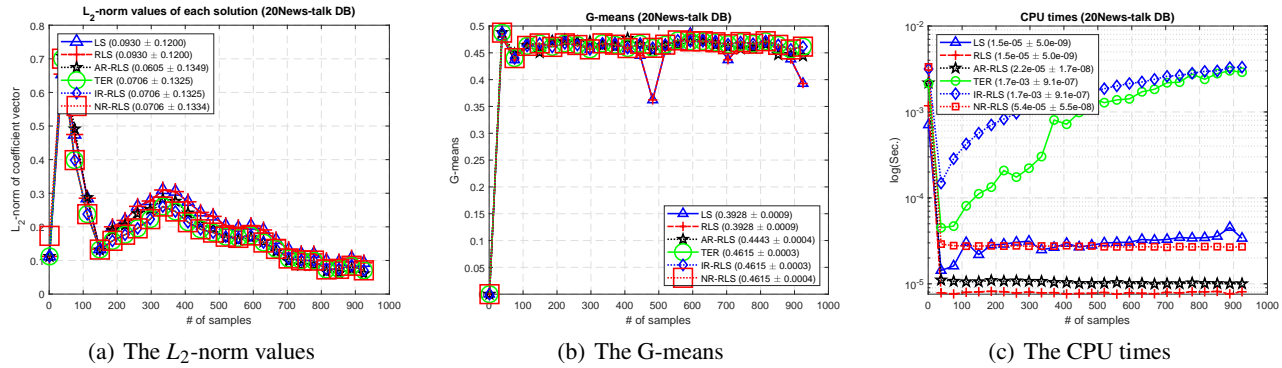 L2-norm values of each solution (20News-talk DB)
0.8
0.7
0.6
0.5
0.4
0.3
0.2
0.1
0
L2-norm of coefficient vector
LS (0.0930 ± 0.1200)
RLS (0.0930 ± 0.1200)
AR-RLS (0.0605 ± 0.1349)
TER (0.0706 ± 0.1325)
IR-RLS (0.0706 ± 0.1325)
NR-RLS (0.0706 ± 0.1334)
0 100 200 300 400 500 600 700 800 900 1000
# of samples
(a) The L2-norm values
G-means (20News-talk DB)
0.5
0.45
0.4
0.35
0.3
0.25
0.2
0.15
0.1
0.05
0
G-means
LS (0.3928 ± 0.0009)
RLS (0.3928 ± 0.0009)
AR-RLS (0.4443 ± 0.0004)
TER (0.4615 ± 0.0003)
IR-RLS (0.4615 ± 0.0003)
NR-RLS (0.4615 ± 0.0004)
0 100 200 300 400 500 600 700 800 900 1000
# of samples
(b) The G-means
CPU times (20News-talk DB)
10-2
10-3
10-4
10-5
log(Sec.)
LS (1.5e-05 ± 5.0e-09)
RLS (1.5e-05 ± 5.0e-09)
AR-RLS (2.2e-05 ± 1.7e-08)
TER (1.7e-03 ± 9.1e-07)
IR-RLS (1.7e-03 ± 9.1e-07)
NR-RLS (5.4e-05 ± 5.5e-08)
0 100 200 300 400 500 600 700 800 900 1000
# of samples
(c) The CPU times